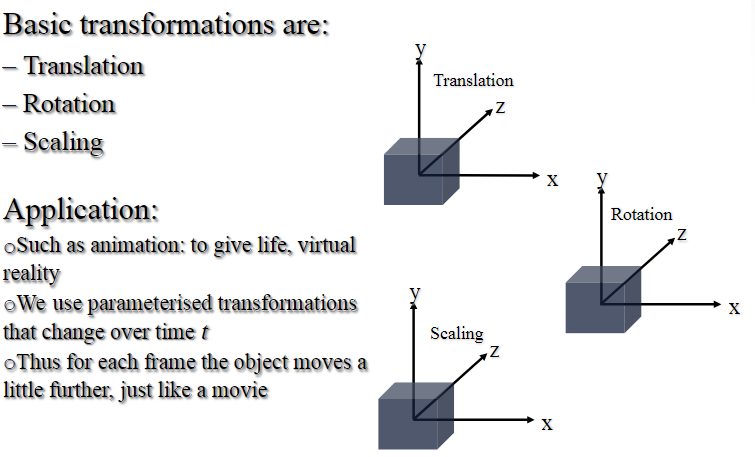 Basic transformations are:
– Translation
– Rotation
– Scaling
Application:
oSuch as animation: to give life, virtual
reality
oWe use parameterised transformations
that change over time t
oThus for each frame the object moves a
little further, just like a movie
y
Translation
z
x
y
Rotation
z
x
y
Scaling
z
x